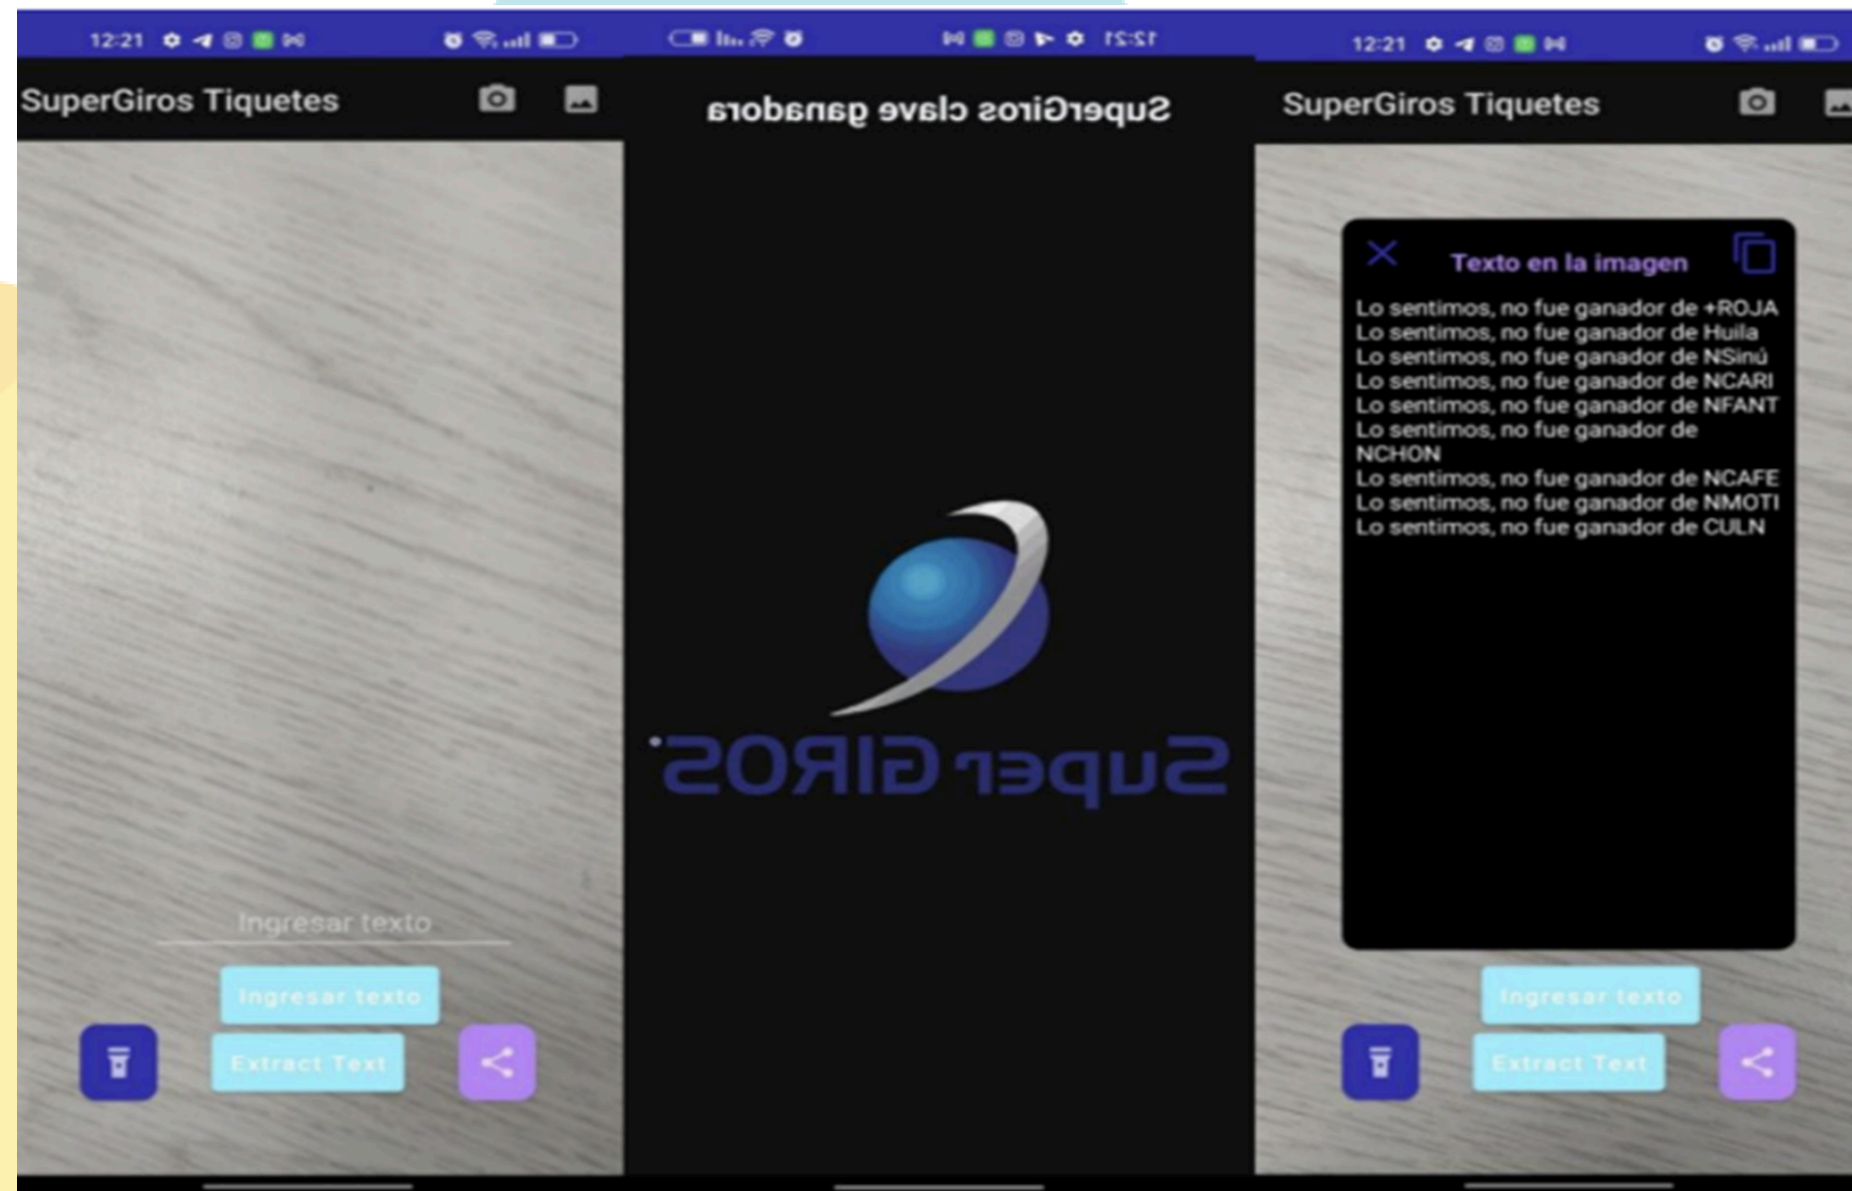 12:21
SuperGiros Tiquetes
Ingresar texto
Ingresar texto
Extract Text
12:21
SuperGiros clave ganadora
Super GIROS
12:21
SuperGiros Tiquetes
Texto en la imagen
Lo sentimos, no fue ganador de +ROJA
Lo sentimos, no fue ganador de Huila
Lo sentimos, no fue ganador de NSinú
Lo sentimos, no fue ganador de NCARI
Lo sentimos, no fue ganador de NFANT
Lo sentimos, no fue ganador de
NCHON
Lo sentimos, no fue ganador de NCAFE
Lo sentimos, no fue ganador de NMOTI
Lo sentimos, no fue ganador de CULN
Ingresar texto
Extract Text